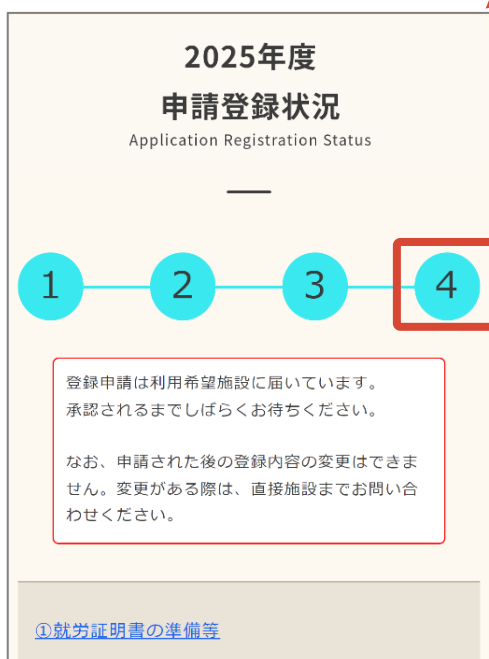 2025年度
申請登録状況
Application Registration Status
1 2 3 4
登録申請は利用希望施設に届いています。
承認されるまでしばらくお待ちください。
なお、申請された後の登録内容の変更はできま
せん。変更がある際は、直接施設までお問い合
わせください。
①就労証明書の準備等